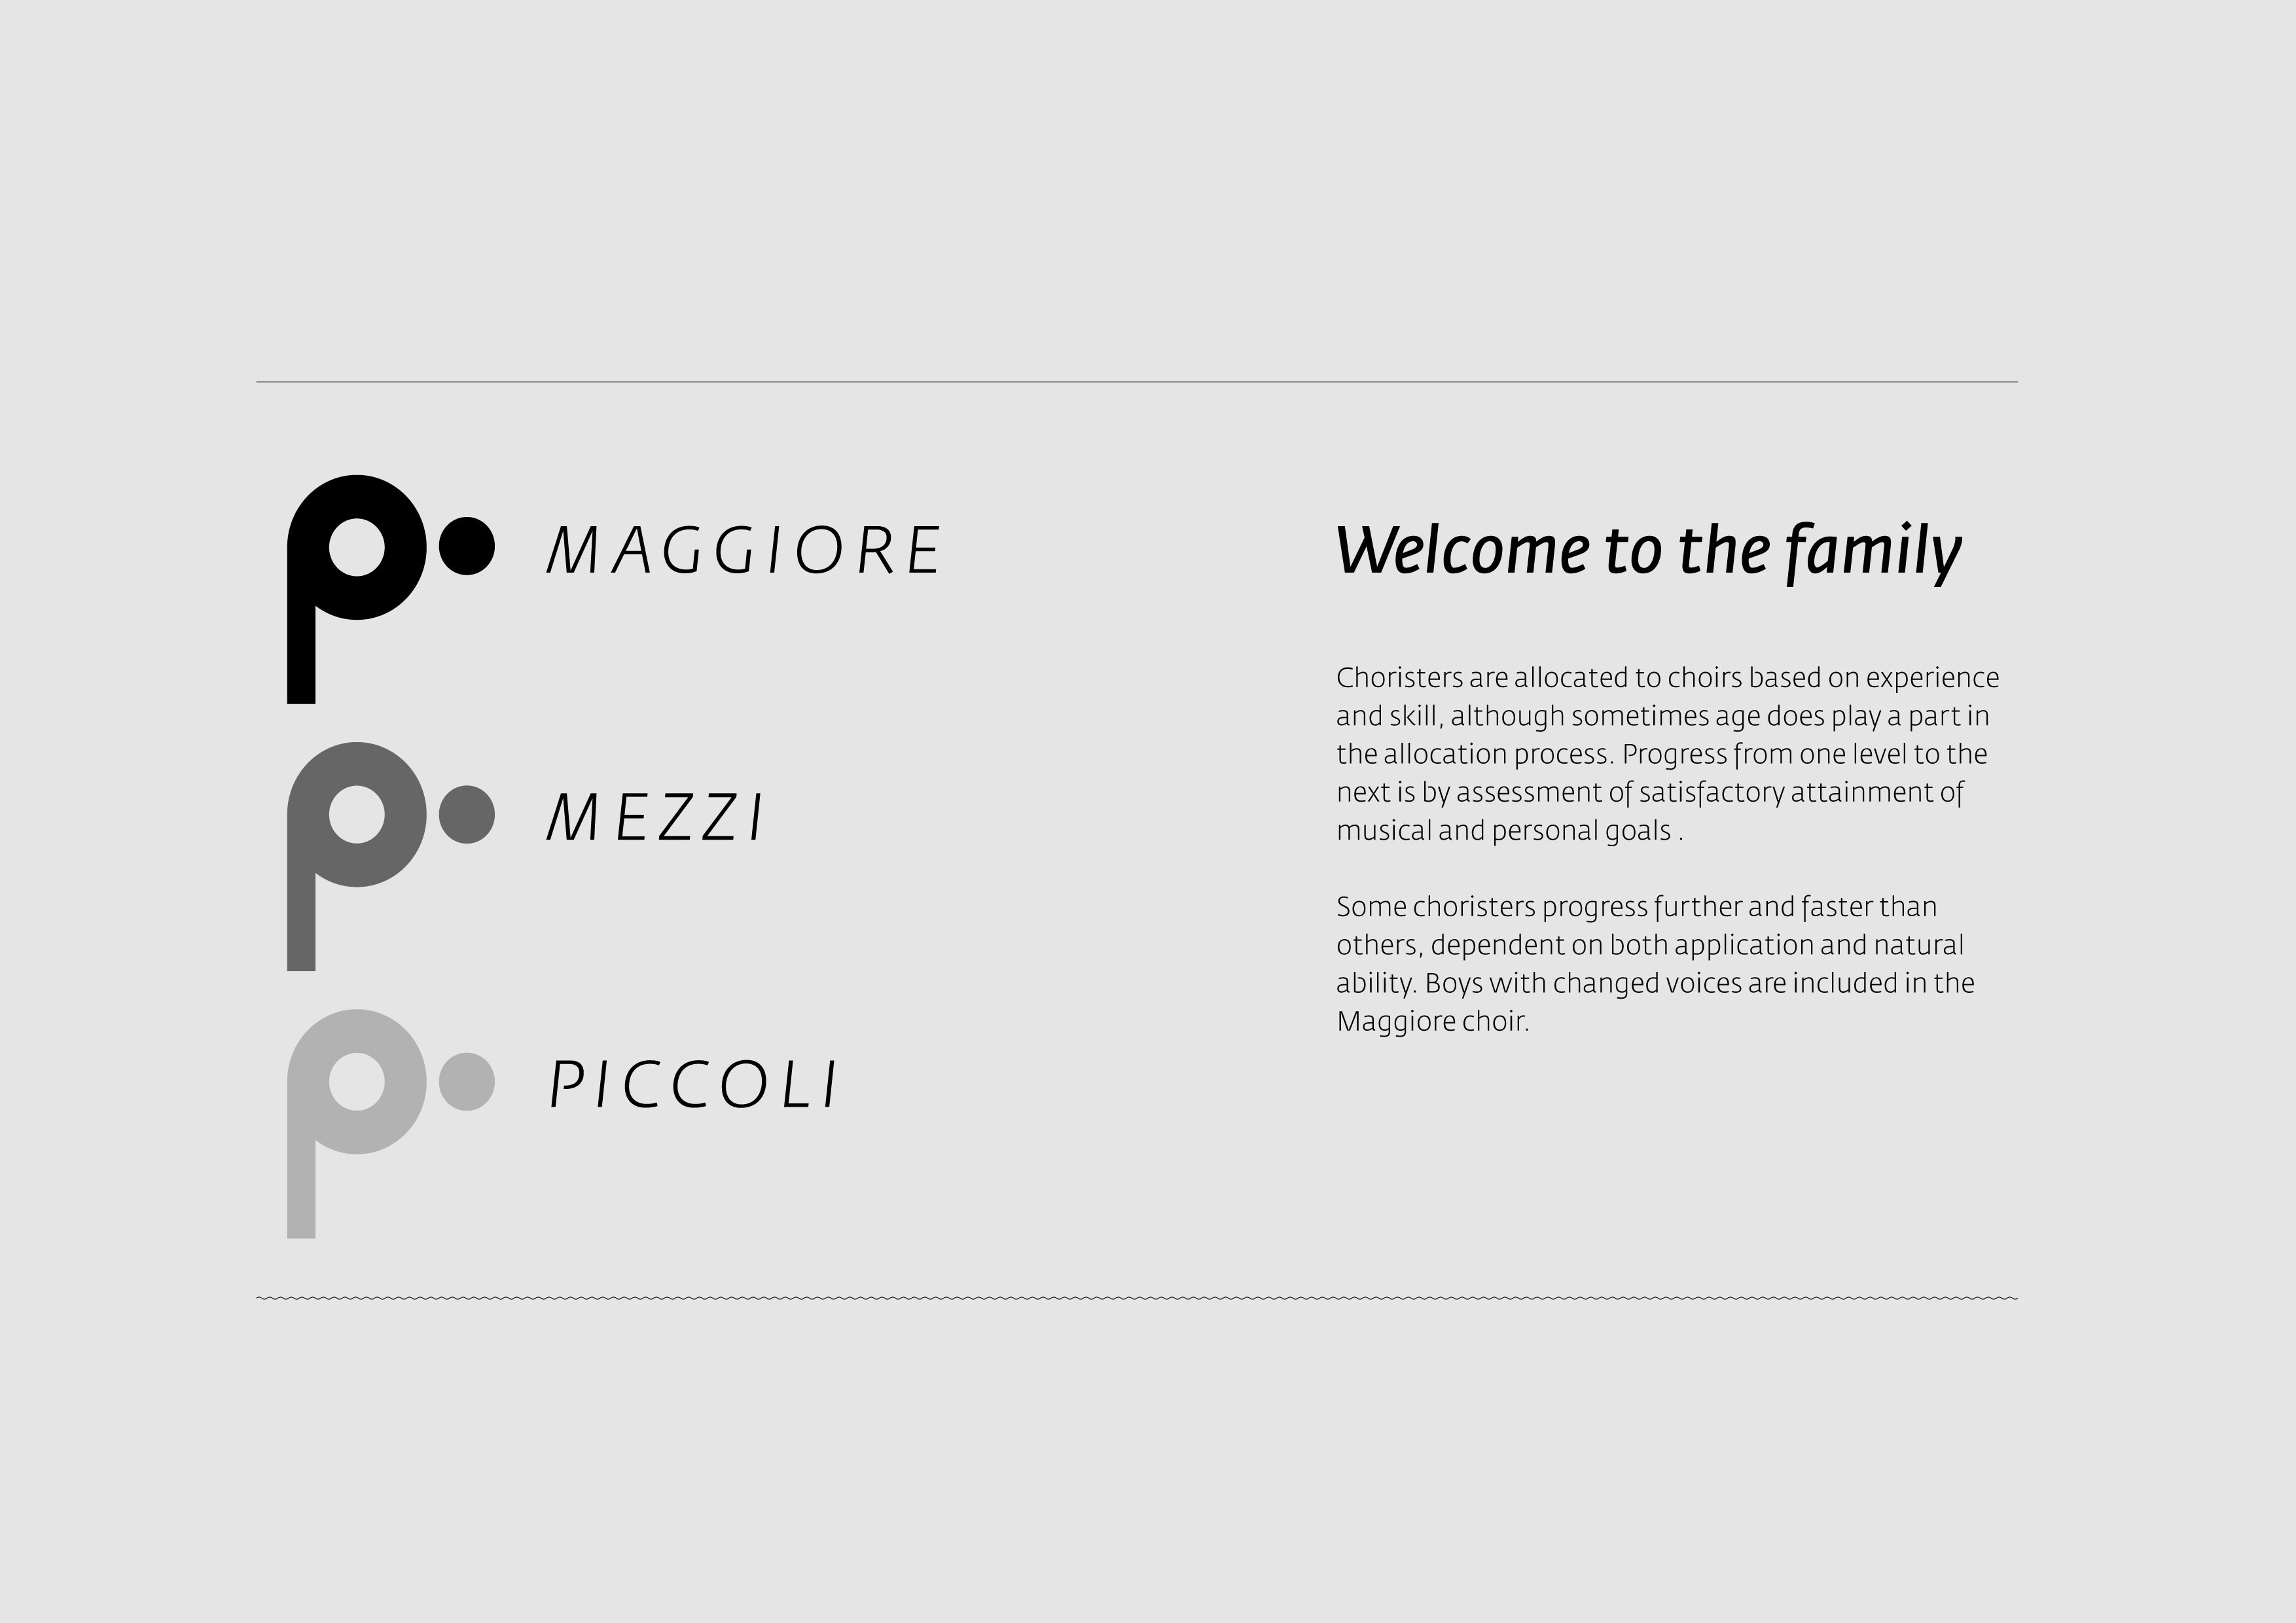 p. MAGGIORE
p. MEZZI
p. PICCOLI
Welcome to the family
Choristers are allocated to choirs based on experience
and skill, although sometimes age does play a part in
the allocation process. Progress from one level to the
next is by assessment of satisfactory attainment of
musical and personal goals .
Some choristers progress further and faster than
others, dependent on both application and natural
ability. Boys with changed voices are included in the
Maggiore choir.